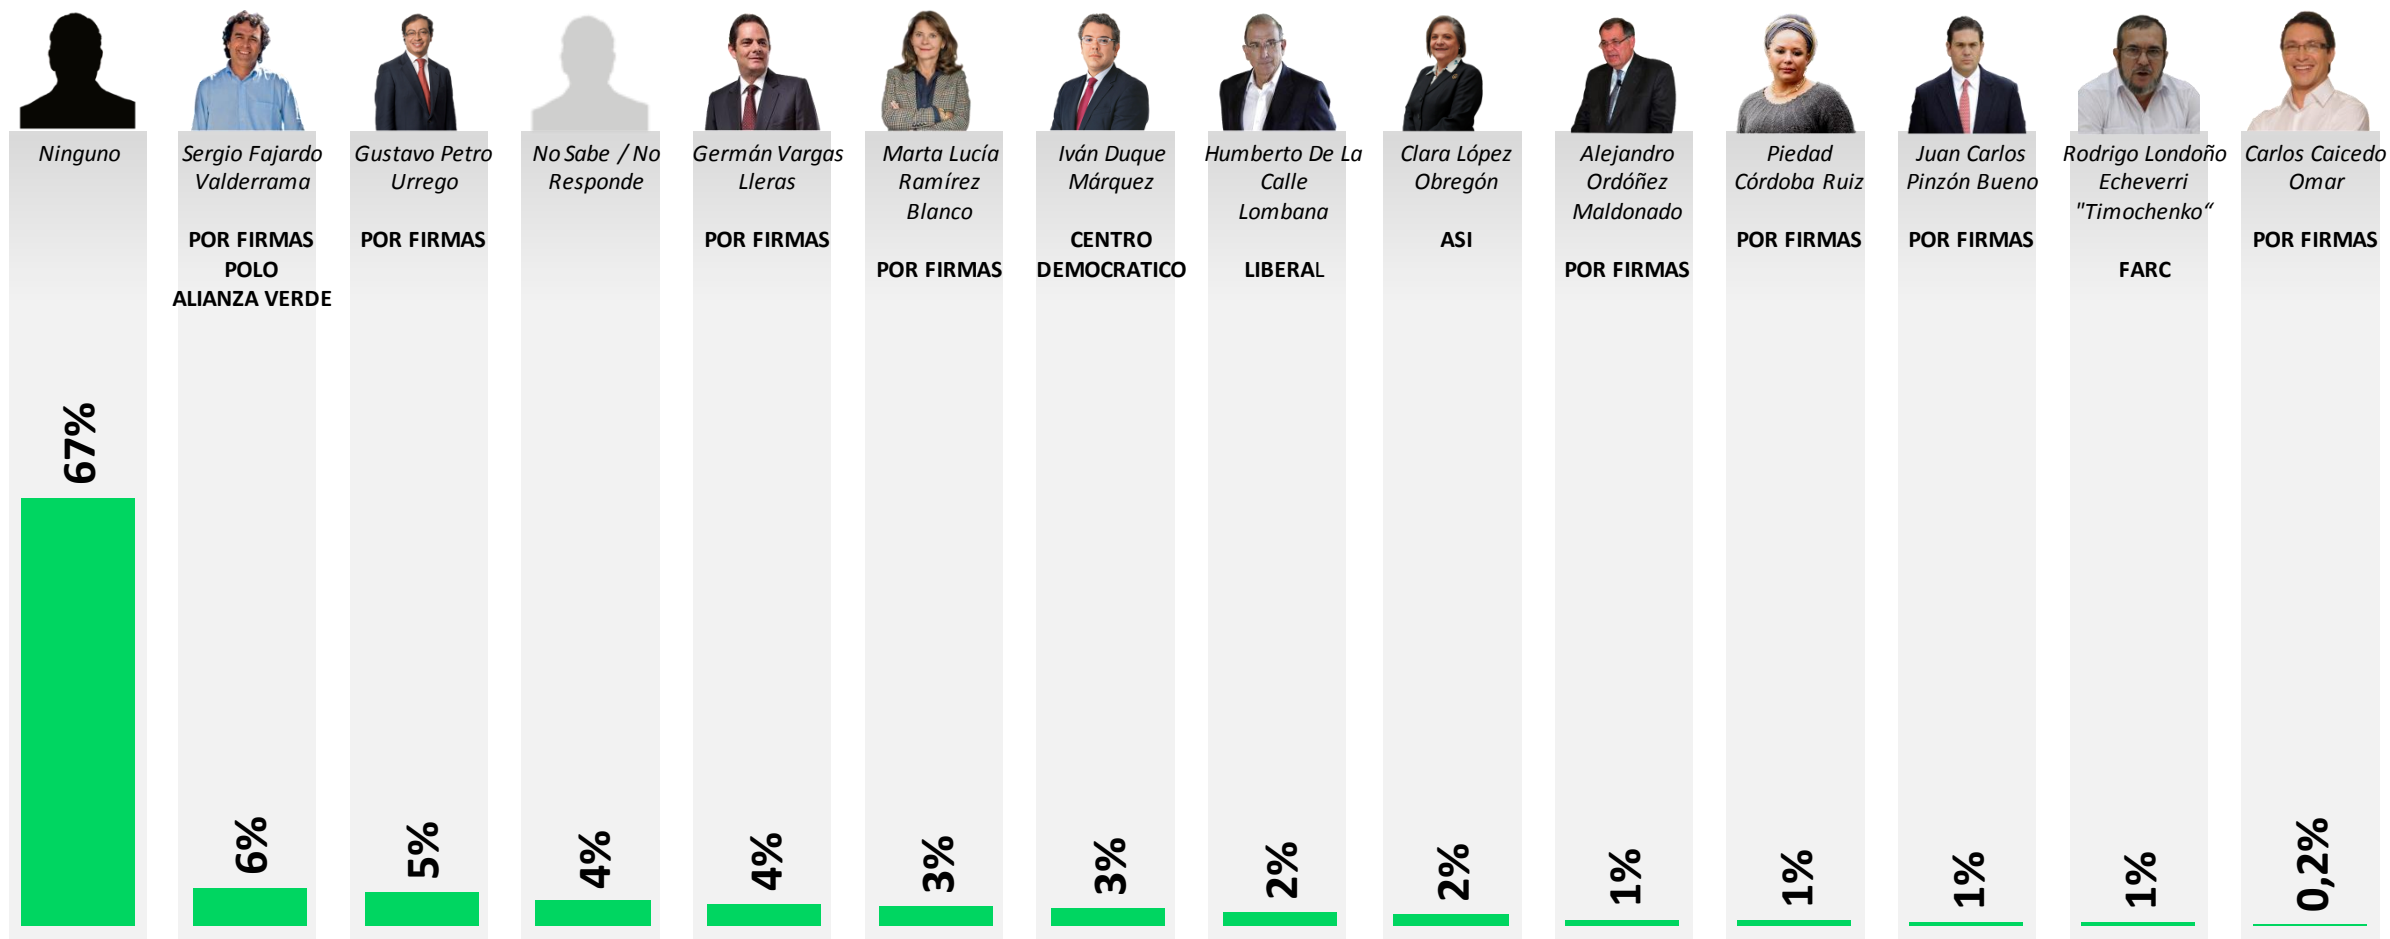 Ninguno
67%
Sergio Fajardo
Valderrama
POR FIRMAS
POLO
ALIANZA VERDE
6%
Gustavo Petro
Urrego
POR FIRMAS
5%
No Sabe / No
Responde
4%
Germán Vargas
Lleras
POR FIRMAS
4%
Marta Lucía
Ramírez
Blanco
POR FIRMAS
3%
Iván Duque
Márquez
CENTRO
DEMOCRATICO
3%
Humberto De La
Calle
Lombana
LIBERAL
2%
Clara López
Obregón
ASI
2%
Alejandro
Ordóñez
Maldonado
POR FIRMAS
1%
Piedad
Córdoba Ruiz
POR FIRMAS
1%
Juan Carlos
Pinzón Bueno
POR FIRMAS
1%
Rodrigo Londoño
Echeverri
"Timochenko“
FARC
1%
Carlos Caicedo
Omar
POR FIRMAS
0,2%